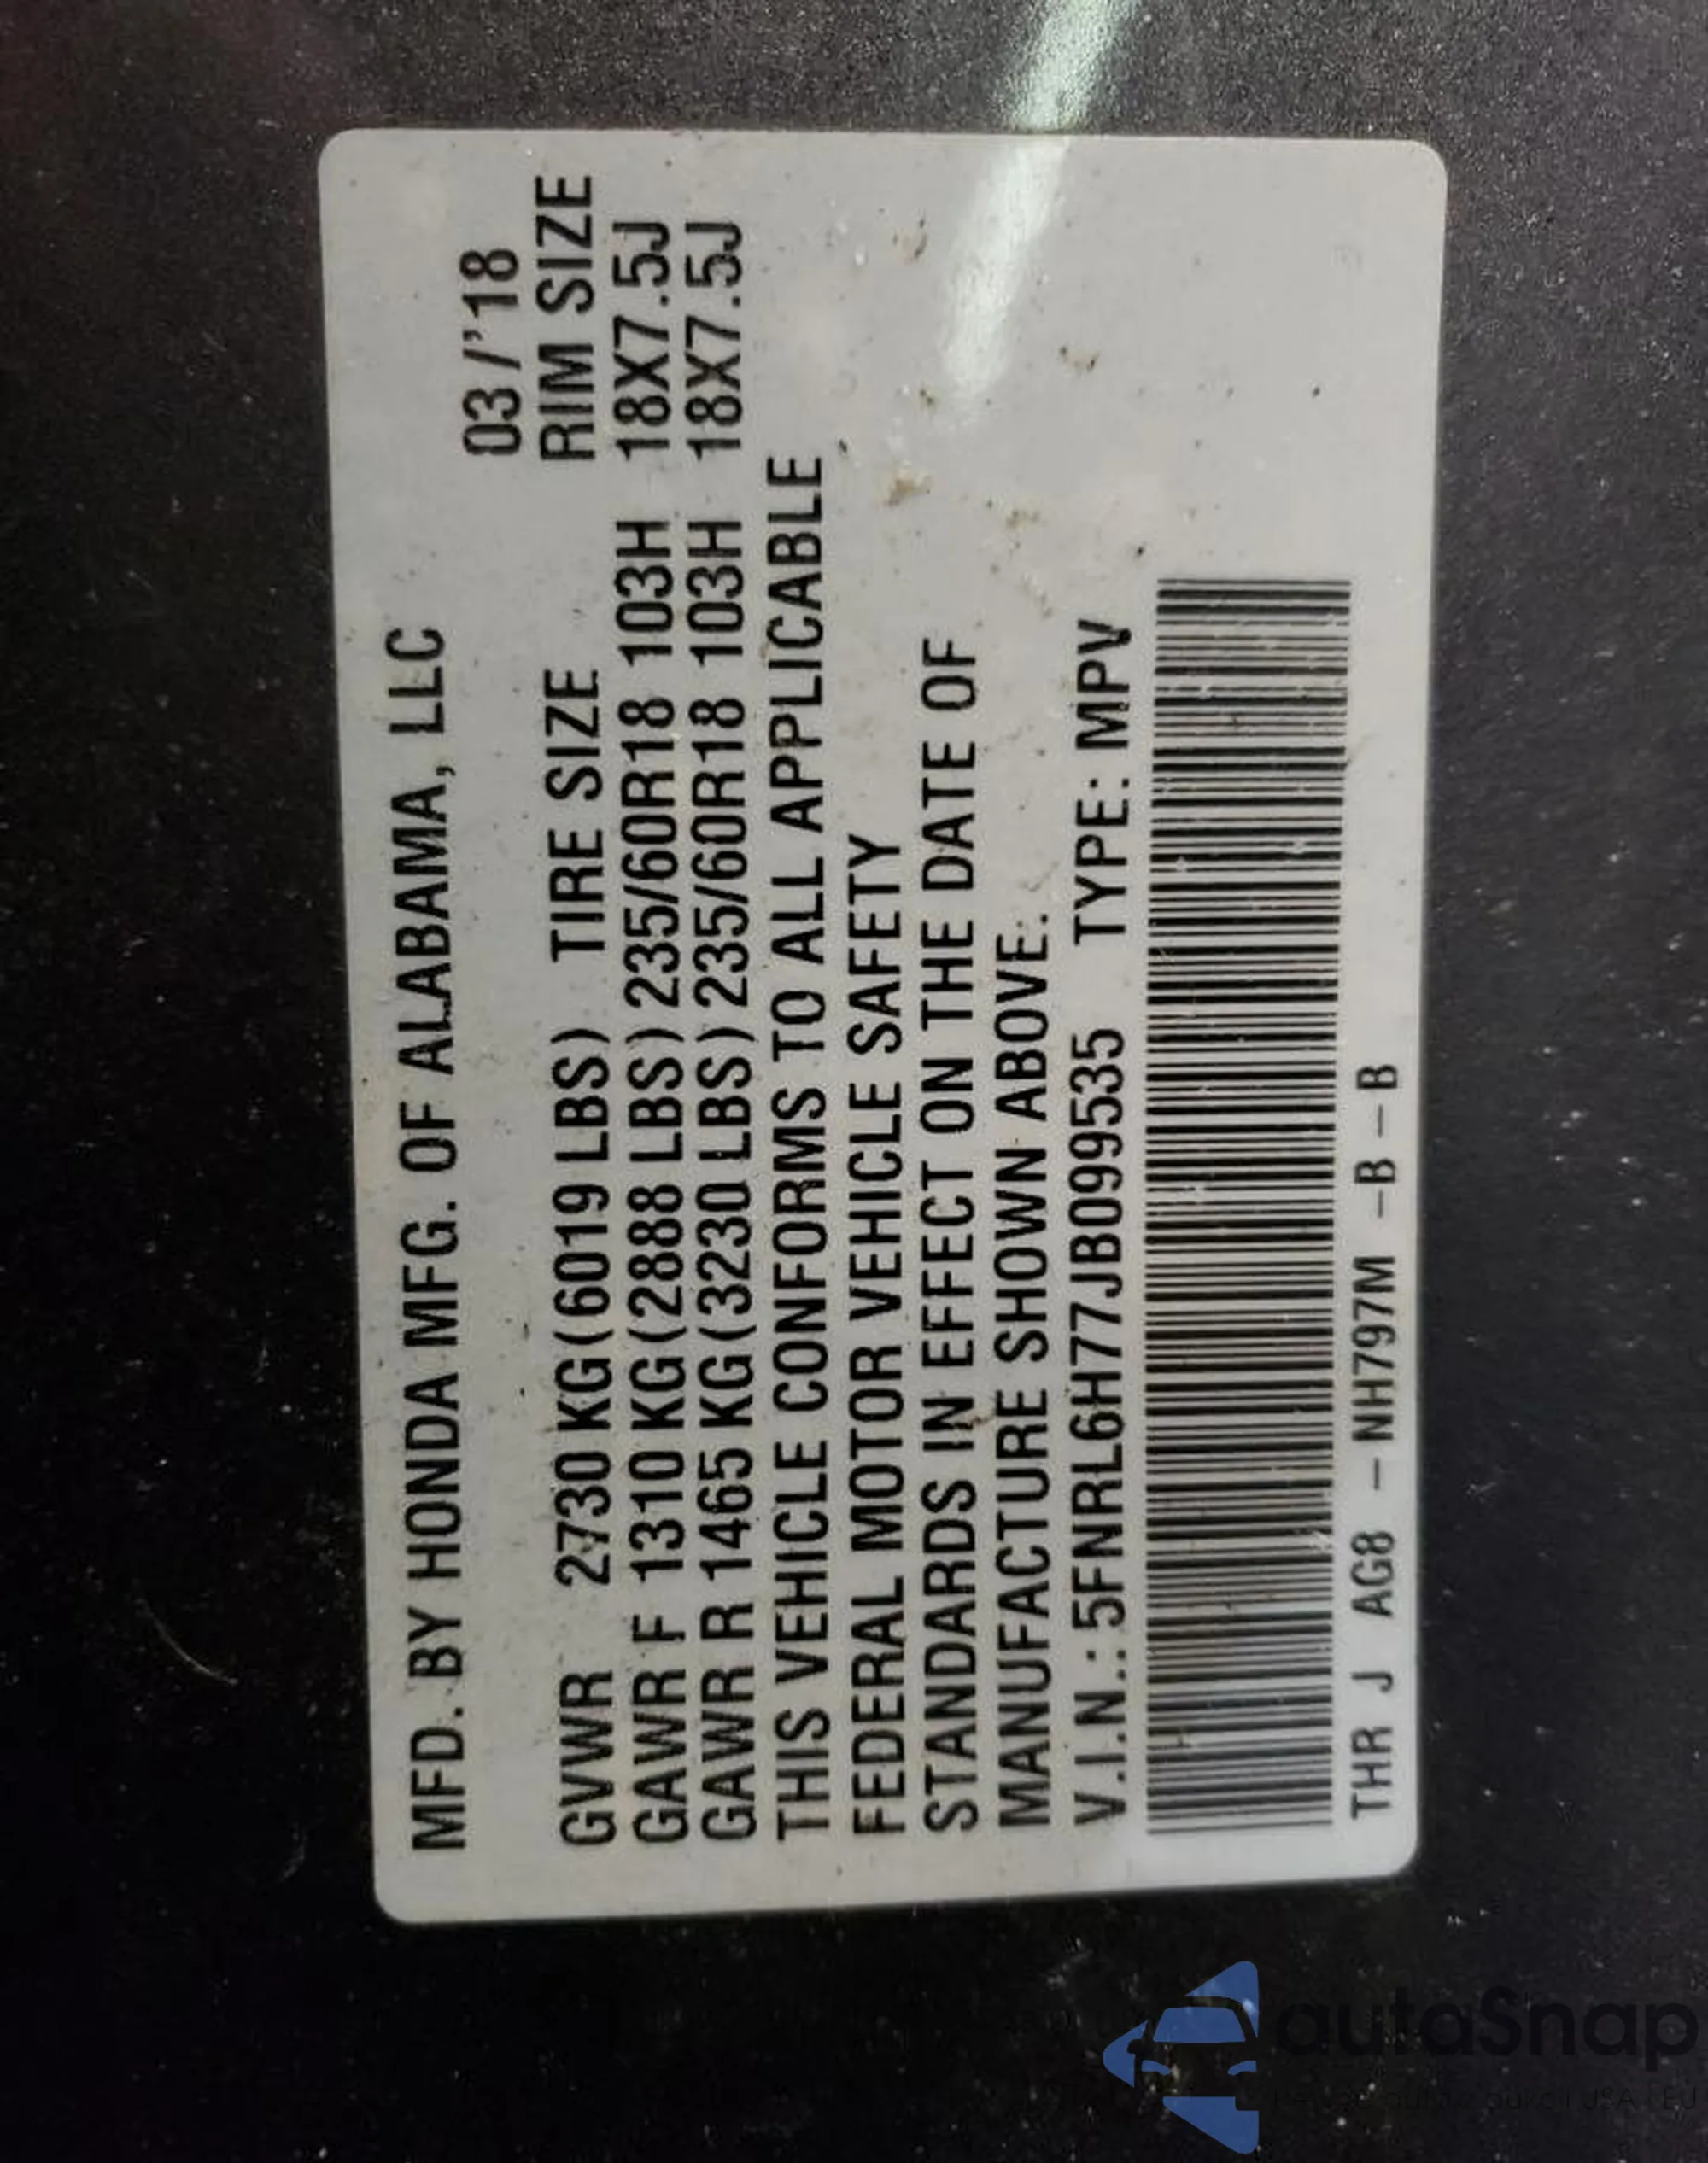 MFD. BY HONDA MFG. OF ALABAMA, LLC
03/'18
GVWR 2730 KG(6019 LBS) TIRE SIZE RIM SIZE
GAWR F 1310 KG(2888 LBS) 235/60R18 103H 18X7.5J
GAWR R 1465 KG(3230 LBS) 235/60R18 103H 18X7.5J
THIS VEHICLE CONFORMS TO ALL APPLICABLE
FEDERAL MOTOR VEHICLE SAFETY
STANDARDS IN EFFECT ON THE DATE OF
MANUFACTURE SHOWN ABOVE.
V.I.N.: 5FNRL6H77JB099535 TYPE: MPV
THR J AG8 -NH797M -B -B
autoSnap
aukcji USA EU